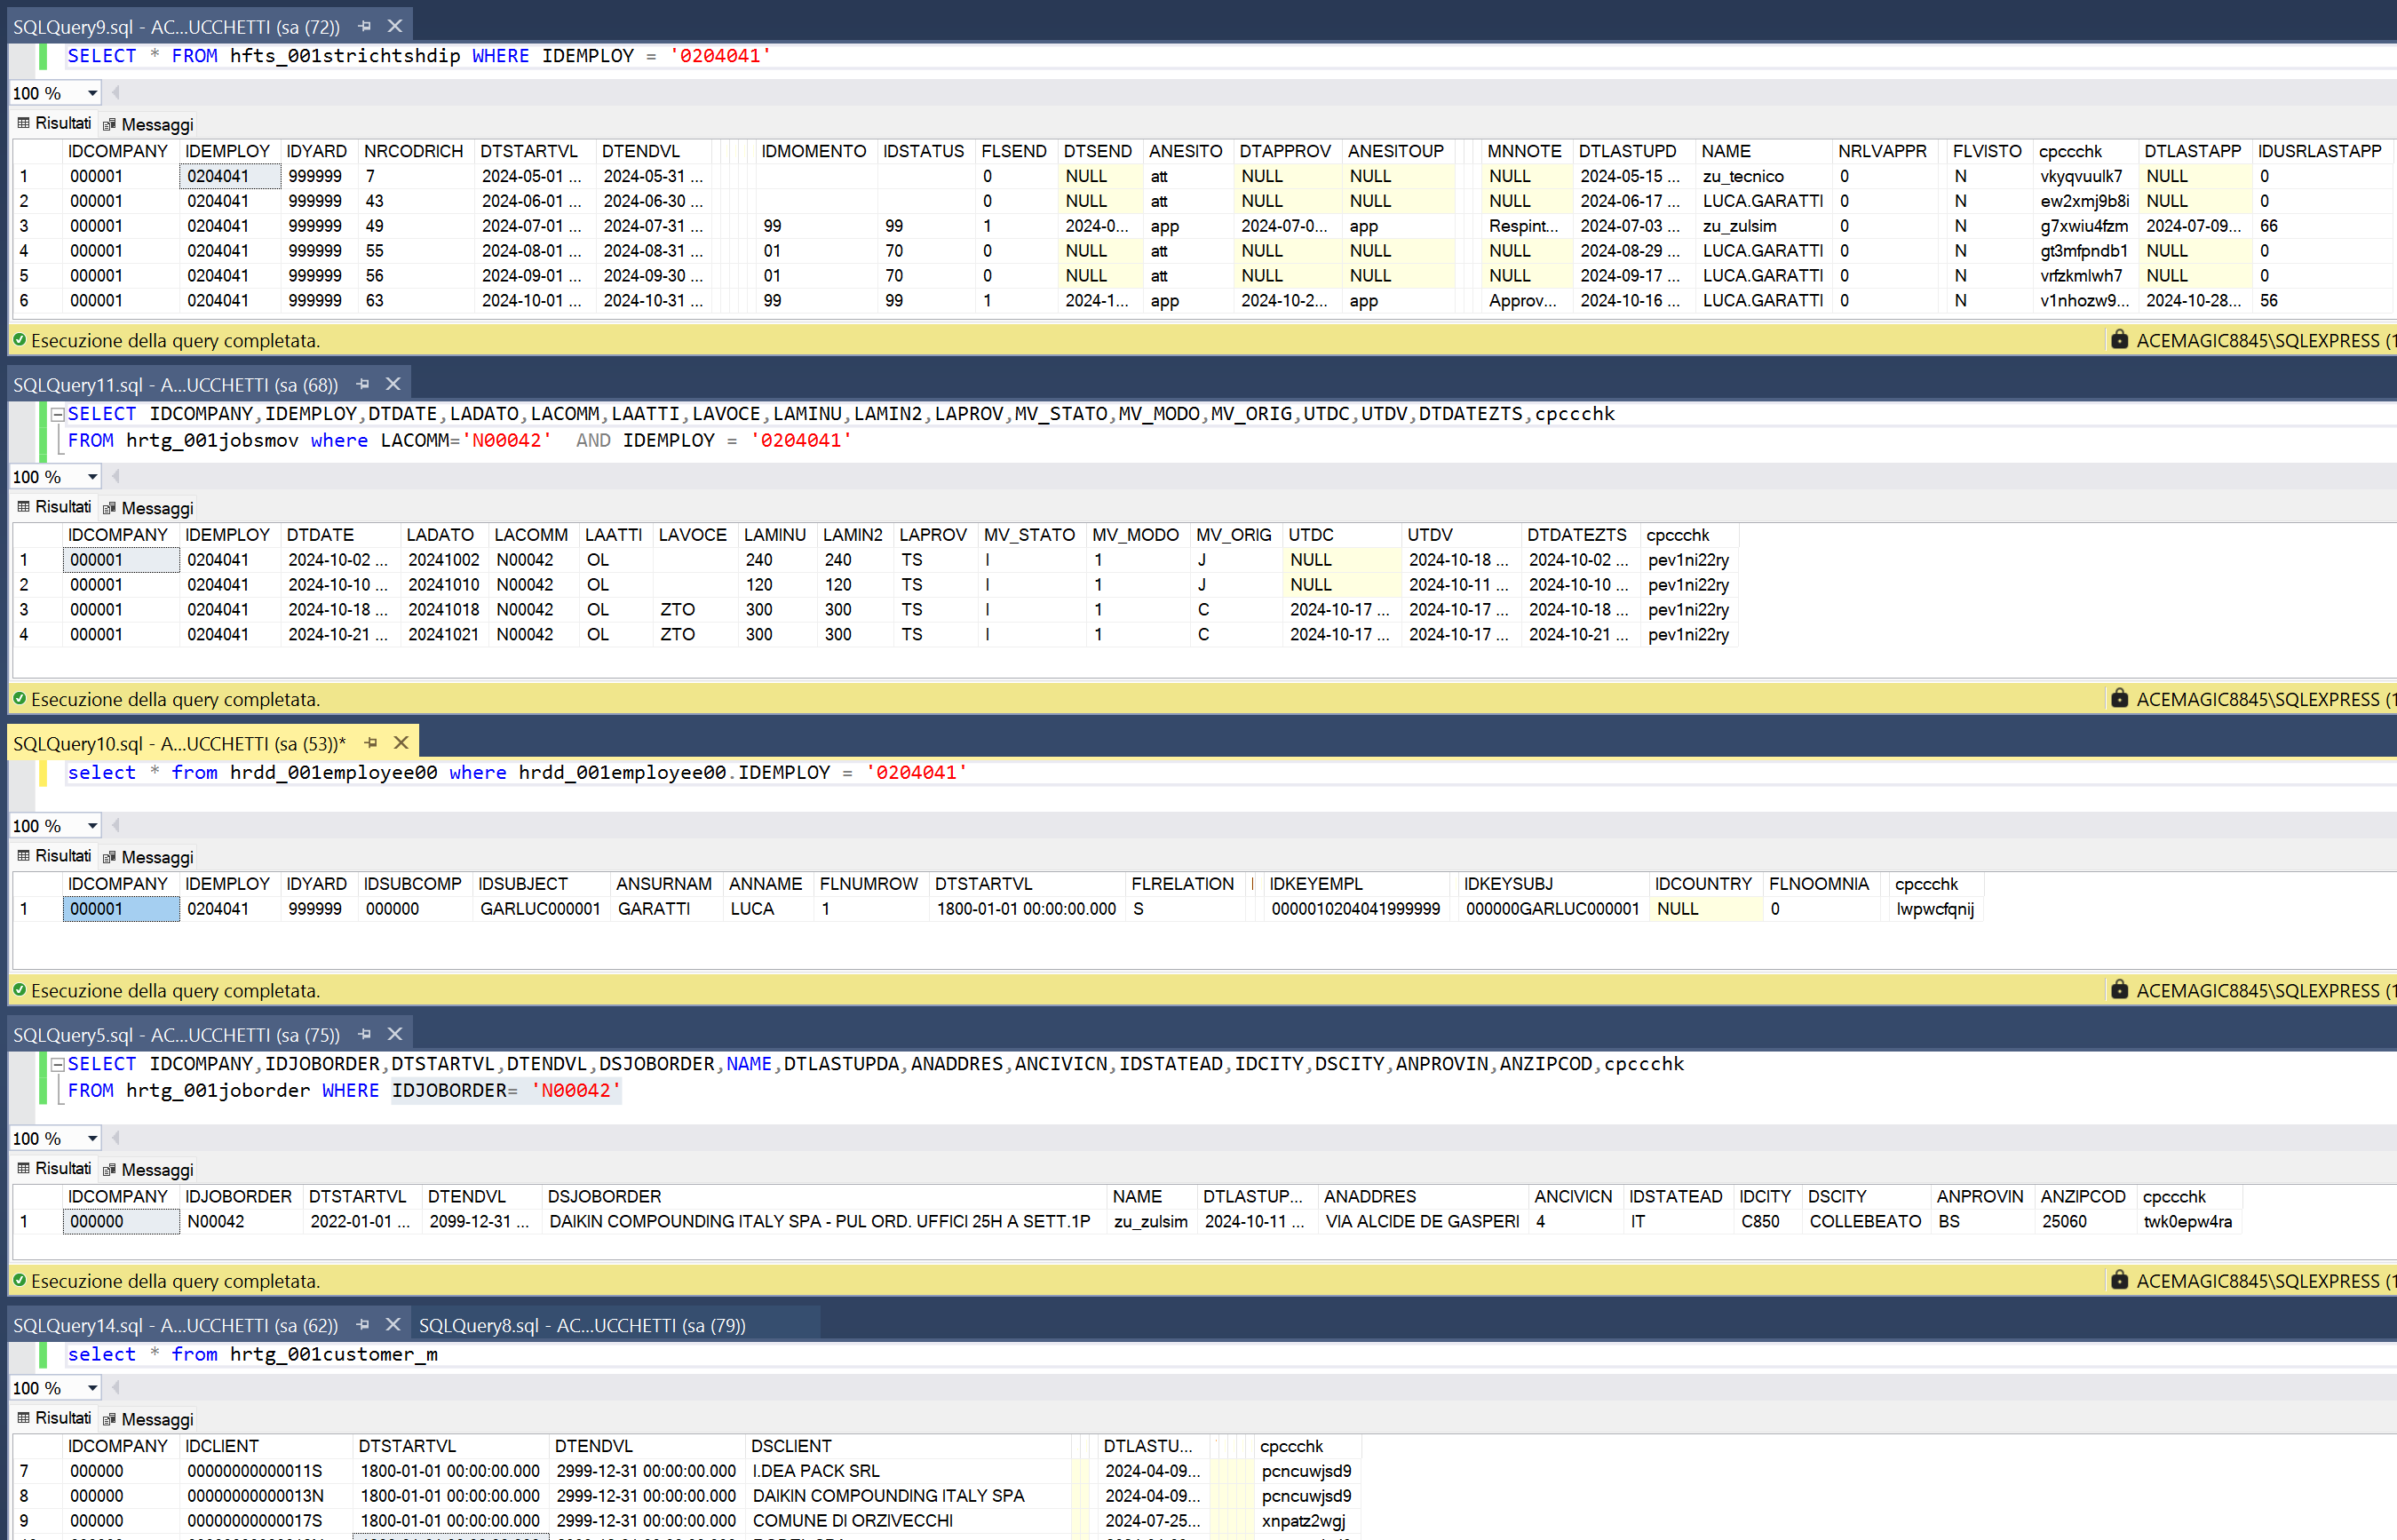 SQLQuery9.sql - AC...UCCHETTI (sa (72))
SELECT * FROM hfts_001strichtshdip WHERE IDEMPLOY = '0204041'
100 %
Risultati Messaggi
IDCOMPANY IDEMPLOY IDYARD NRCODRICH DTSTARTVL DTENDVL IDMOMENTO IDSTATUS FLSEND DTSEND ANESITO DTAPPROV ANESITOUP MNNOTE DTLASTUPD NAME NRLVAPPR FLVISTO cpccchk DTLASTAPP IDUSRLASTAPP
1 000001 0204041 999999 7 2024-05-01 ... 2024-05-31 ... 0 NULL att NULL NULL NULL 2024-05-15 ... zu_tecnico 0 N vkyqvuulk7 NULL 0
2 000001 0204041 999999 43 2024-06-01 ... 2024-06-30 ... 0 NULL att NULL NULL NULL 2024-06-17 ... LUCA.GARATTI 0 N ew2xmj9b8i NULL 0
3 000001 0204041 999999 49 2024-07-01 ... 2024-07-31 ... 99 99 1 2024-0... app 2024-07-0... app Respint... 2024-07-03 ... zu_zulsim 0 N g7xwiu4fzm 2024-07-09... 66
4 000001 0204041 999999 55 2024-08-01 ... 2024-08-31 ... 01 70 0 NULL att NULL NULL NULL 2024-08-29 ... LUCA.GARATTI 0 N gt3mfpndb1 NULL 0
5 000001 0204041 999999 56 2024-09-01 ... 2024-09-30 ... 01 70 0 NULL att NULL NULL NULL 2024-09-17 ... LUCA.GARATTI 0 N vrfzkmlwh7 NULL 0
6 000001 0204041 999999 63 2024-10-01 ... 2024-10-31 ... 99 99 1 2024-1... app 2024-10-2... app Approv... 2024-10-16 ... LUCA.GARATTI 0 N v1nhozw9... 2024-10-28... 56
Esecuzione della query completata. ACEMAGIC8845\SQLEXPRESS (1
SQLQuery11.sql - A...UCCHETTI (sa (68))
SELECT IDCOMPANY,IDEMPLOY,DTDATE,LADATO,LACOMM,LAATTI,LAVOCE,LAMINU,LAMIN2,LAPROV,MV_STATO,MV_MODO,MV_ORIG,UTDC,UTDV,DTDATEZTS,cpccchk
FROM hrtg_001jobsmov where LACOMM='N00042' AND IDEMPLOY = '0204041'
100 %
Risultati Messaggi
IDCOMPANY IDEMPLOY DTDATE LADATO LACOMM LAATTI LAVOCE LAMINU LAMIN2 LAPROV MV_STATO MV_MODO MV_ORIG UTDC UTDV DTDATEZTS cpccchk
1 000001 0204041 2024-10-02 ... 20241002 N00042 OL 240 240 TS I 1 J NULL 2024-10-18 ... 2024-10-02 ... pev1ni22ry
2 000001 0204041 2024-10-10 ... 20241010 N00042 OL 120 120 TS I 1 J NULL 2024-10-11 ... 2024-10-10 ... pev1ni22ry
3 000001 0204041 2024-10-18 ... 20241018 N00042 OL ZTO 300 300 TS I 1 C 2024-10-17 ... 2024-10-17 ... 2024-10-18 ... pev1ni22ry
4 000001 0204041 2024-10-21 ... 20241021 N00042 OL ZTO 300 300 TS I 1 C 2024-10-17 ... 2024-10-17 ... 2024-10-21 ... pev1ni22ry
Esecuzione della query completata. ACEMAGIC8845\SQLEXPRESS (1
SQLQuery10.sql - A...UCCHETTI (sa (53))*
select * from hrdd_001employee00 where hrdd_001employee00.IDEMPLOY = '0204041'
100 %
Risultati Messaggi
IDCOMPANY IDEMPLOY IDYARD IDSUBCOMP IDSUBJECT ANSURNAM ANNAME FLNUMROW DTSTARTVL FLRELATION IDKEYEMPL IDKEYSUBJ IDCOUNTRY FLNOOMNIA cpccchk
1 000001 0204041 999999 000000 GARLUC000001 GARATTI LUCA 1 1800-01-01 00:00:00.000 S 0000010204041999999 000000GARLUC000001 NULL 0 lwpwcfqnij
Esecuzione della query completata. ACEMAGIC8845\SQLEXPRESS (1
SQLQuery5.sql - AC...UCCHETTI (sa (75))
SELECT IDCOMPANY,IDJOBORDER,DTSTARTVL,DTENDVL,DSJOBORDER,NAME,DTLASTUPDA,ANADDRES,ANCIVICN,IDSTATEAD,IDCITY,DSCITY,ANPROVIN,ANZIPCOD,cpccchk
FROM hrtg_001joborder WHERE IDJOBORDER= 'N00042'
100 %
Risultati Messaggi
IDCOMPANY IDJOBORDER DTSTARTVL DTENDVL DSJOBORDER NAME DTLASTUP... ANADDRES ANCIVICN IDSTATEAD IDCITY DSCITY ANPROVIN ANZIPCOD cpccchk
1 000000 N00042 2022-01-01 ... 2099-12-31 ... DAIKIN COMPOUNDING ITALY SPA - PUL ORD. UFFICI 25H A SETT.1P zu_zulsim 2024-10-11 ... VIA ALCIDE DE GASPERI 4 IT C850 COLLEBEATO BS 25060 twk0epw4ra
Esecuzione della query completata. ACEMAGIC8845\SQLEXPRESS (1
SQLQuery14.sql - A...UCCHETTI (sa (62)) SQLQuery8.sql - AC...UCCHETTI (sa (79))
select * from hrtg_001customer_m
100 %
Risultati Messaggi
IDCOMPANY IDCLIENT DTSTARTVL DTENDVL DSCLIENT DTLASTU... cpccchk
7 000000 00000000000011S 1800-01-01 00:00:00.000 2999-12-31 00:00:00.000 I.DEA PACK SRL 2024-04-09... pcncuwjsd9
8 000000 00000000000013N 1800-01-01 00:00:00.000 2999-12-31 00:00:00.000 DAIKIN COMPOUNDING ITALY SPA 2024-04-09... pcncuwjsd9
9 000000 00000000000017S 1800-01-01 00:00:00.000 2999-12-31 00:00:00.000 COMUNE DI ORZIVECCHI 2024-07-25... xnpatz2wgj